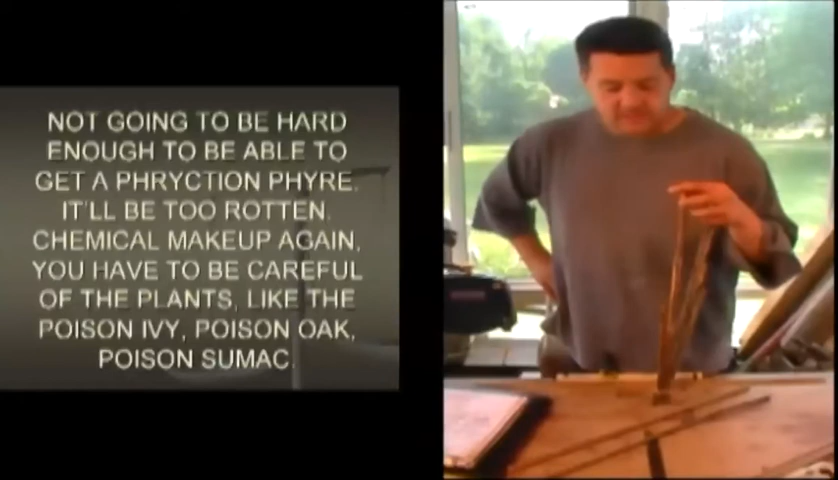 NOT GOING TO BE HARD
ENOUGH TO BE ABLE TO
GET A PHRYCTION PHYRE.
IT'LL BE TOO ROTTEN.
CHEMICAL MAKEUP AGAIN,
YOU HAVE TO BE CAREFUL
OF THE PLANTS, LIKE THE
POISON IVY, POISON OAK,
POISON SUMAC.